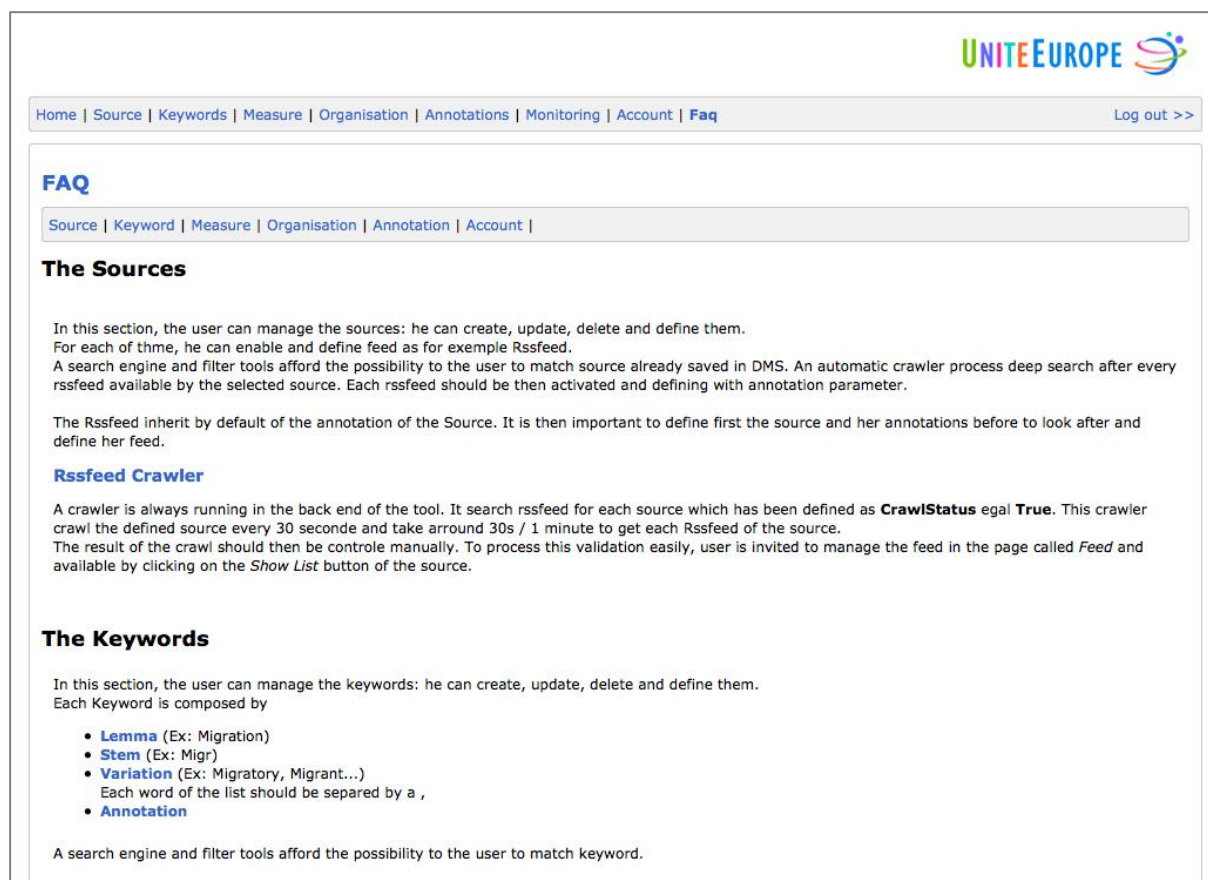 UNITEEUROPE
Home | Source | Keywords | Measure | Organisation | Annotations | Monitoring | Account | Faq Log out >>
FAQ
Source | Keyword | Measure | Organisation | Annotation | Account |
The Sources
In this section, the user can manage the sources: he can create, update, delete and define them.
For each of thme, he can enable and define feed as for exemple Rssfeed.
A search engine and filter tools afford the possibility to the user to match source already saved in DMS. An automatic crawler process deep search after every
rssfeed available by the selected source. Each rssfeed should be then activated and defining with annotation parameter.
The Rssfeed inherit by default of the annotation of the Source. It is then important to define first the source and her annotations before to look after and
define her feed.
Rssfeed Crawler
A crawler is always running in the back end of the tool. It search rssfeed for each source which has been defined as CrawlStatus egal True. This crawler
crawl the defined source every 30 seconde and take arround 30s / 1 minute to get each Rssfeed of the source.
The result of the crawl should then be controle manually. To process this validation easily, user is invited to manage the feed in the page called Feed and
available by clicking on the Show List button of the source.
The Keywords
In this section, the user can manage the keywords: he can create, update, delete and define them.
Each Keyword is composed by
• Lemma (Ex: Migration)
• Stem (Ex: Migr)
• Variation (Ex: Migratory, Migrant...)
Each word of the list should be separed by a ,
• Annotation
A search engine and filter tools afford the possibility to the user to match keyword.